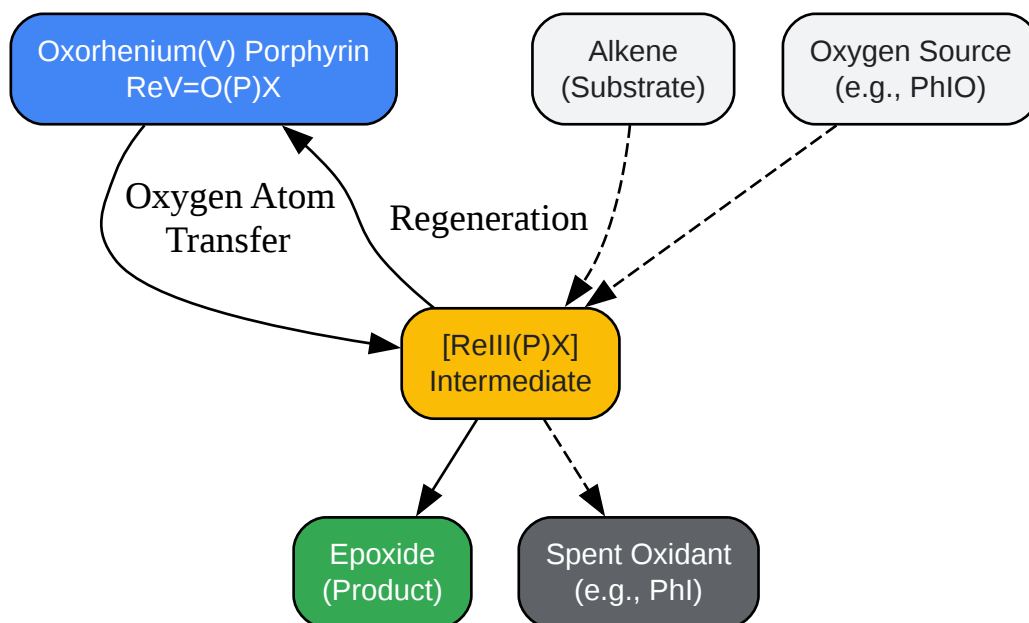 Oxorhenium(V) Porphyrin
ReV=O(P)X
Alkene
(Substrate)
Oxygen Source
(e.g., PhIO)
Oxygen Atom
Transfer
Regeneration
[ReIII(P)X]
Intermediate
Epoxide
(Product)
Spent Oxidant
(e.g., PhI)